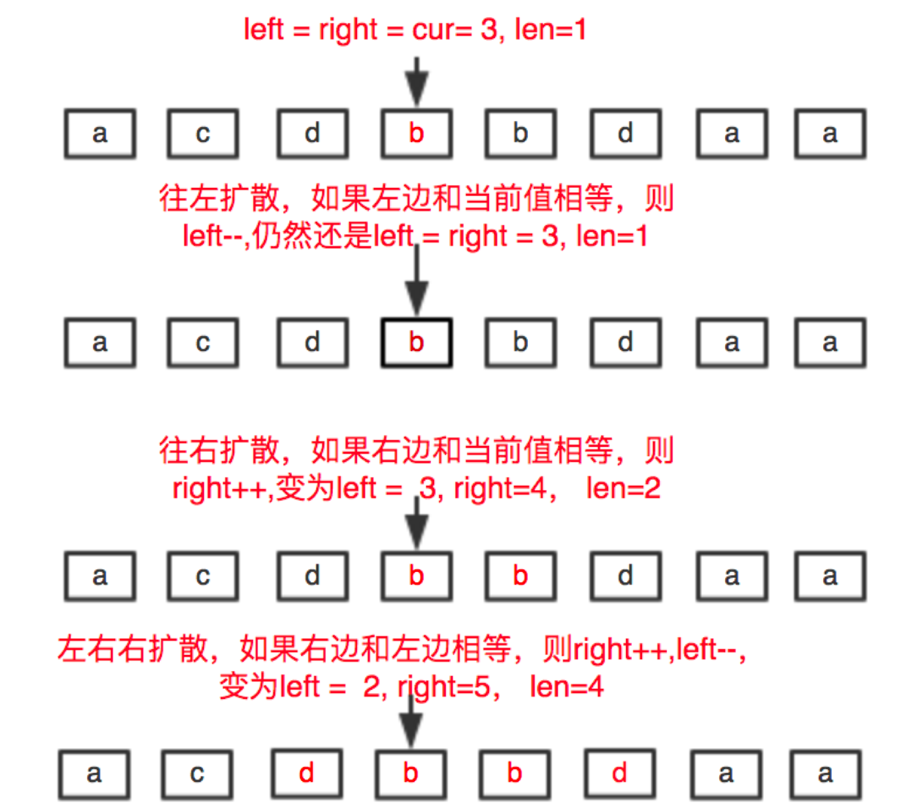 left = right = cur= 3, len=1
a c d b b d a a
往左扩散，如果左边和当前值相等，则
left--,仍然还是left = right = 3, len=1
a c d b b d a a
往右扩散，如果右边和当前值相等，则
right++,变为left = 3, right=4, len=2
a c d b b d a a
左右右扩散，如果右边和左边相等，则right++,left--,
变为left = 2, right=5, len=4
a c d b b d a a